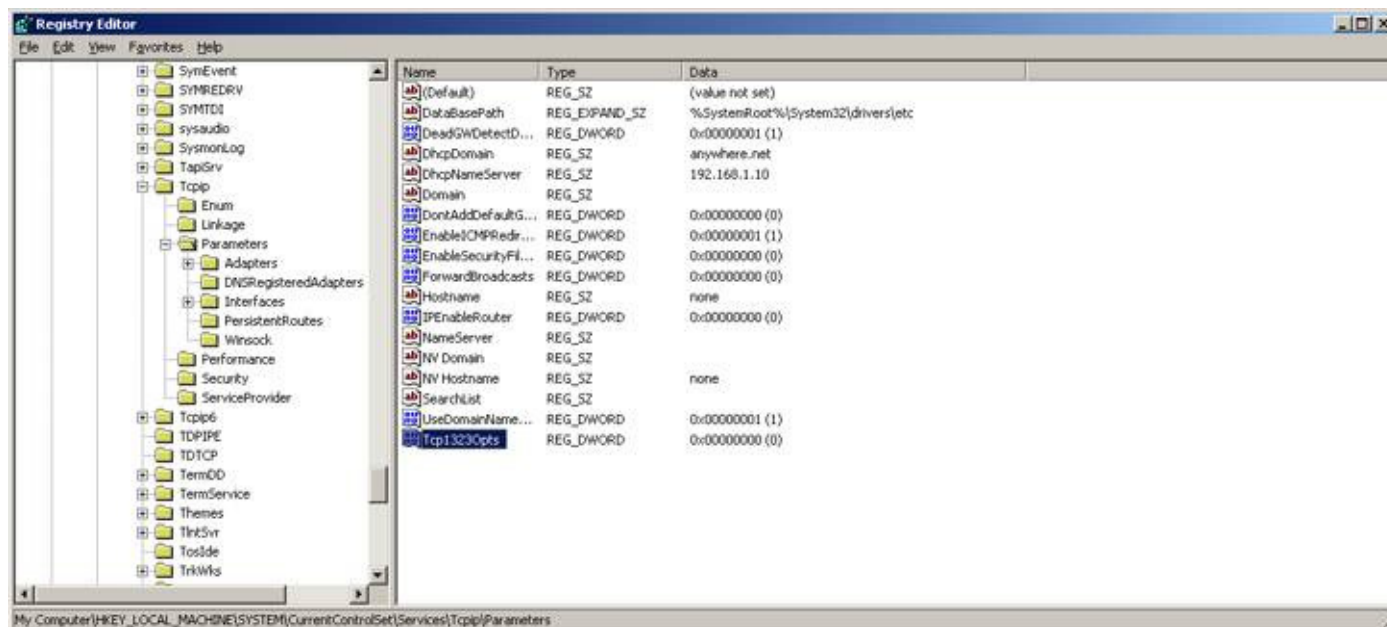 Registry Editor
File Edit View Favorites Help
SymEvent
SYMREDRV
SYMTDI
sysaudio
SysmonLog
TapiSrv
Tcpip
Enum
Linkage
Parameters
Adapters
DNSRegisteredAdapters
Interfaces
PersistentRoutes
Winsock
Performance
Security
ServiceProvider
Tcpip6
TDPIPE
TDTCP
TermDD
TermService
Themes
TlntSvr
TosIde
TrkWks
Name Type Data
(Default) REG_SZ (value not set)
DataBasePath REG_EXPAND_SZ %SystemRoot%\System32\drivers\etc
DeadGWDetectD... REG_DWORD 0x00000001 (1)
DhcpDomain REG_SZ anywhere.net
DhcpNameServer REG_SZ 192.168.1.10
Domain REG_SZ
DontAddDefaultG... REG_DWORD 0x00000000 (0)
EnableICMPRedir... REG_DWORD 0x00000001 (1)
EnableSecurityFil... REG_DWORD 0x00000000 (0)
ForwardBroadcasts REG_DWORD 0x00000000 (0)
Hostname REG_SZ none
IPEnableRouter REG_DWORD 0x00000000 (0)
NameServer REG_SZ
NV Domain REG_SZ
NV Hostname REG_SZ none
SearchList REG_SZ
UseDomainName... REG_DWORD 0x00000001 (1)
Tcp1323Opts REG_DWORD 0x00000000 (0)
My Computer\HKEY_LOCAL_MACHINE\SYSTEM\CurrentControlSet\Services\Tcpip\Parameters